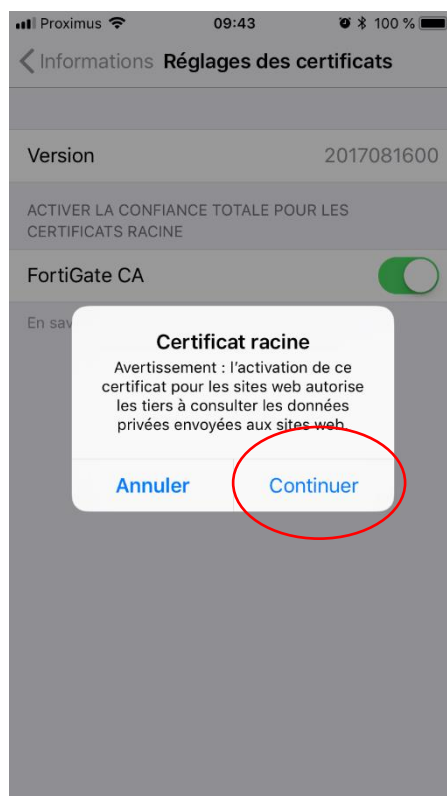 Proximus 09:43 100 %
Informations Réglages des certificats
Version 2017081600
ACTIVER LA CONFIANCE TOTALE POUR LES
CERTIFICATS RACINE
FortiGate CA
En sav
Certificat racine
Avertissement : l'activation de ce
certificat pour les sites web autorise
les tiers à consulter les données
privées envoyées aux sites web.
Annuler Continuer